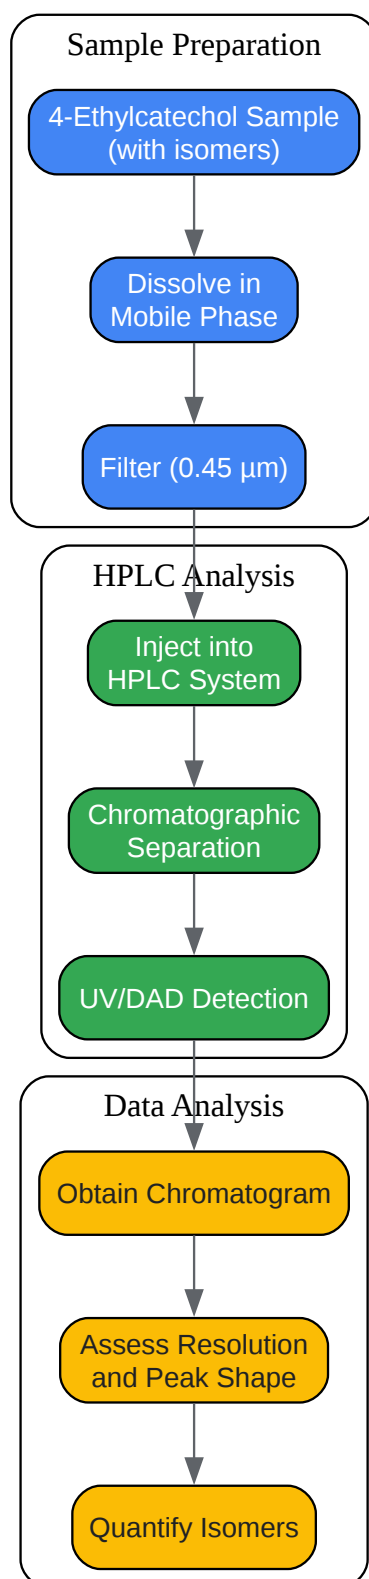 Sample Preparation
4-Ethylcatechol Sample
(with isomers)
Dissolve in
Mobile Phase
Filter (0.45 µm)
HPLC Analysis
Inject into
HPLC System
Chromatographic
Separation
UV/DAD Detection
Data Analysis
Obtain Chromatogram
Assess Resolution
and Peak Shape
Quantify Isomers